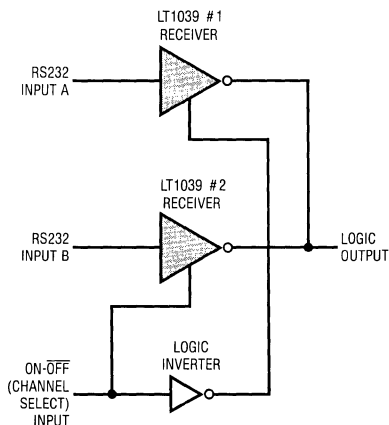 LT1039 #1
RECEIVER
RS232
INPUT A
LT1039 #2
RECEIVER
RS232
INPUT B
LOGIC
OUTPUT
LOGIC
INVERTER
ON-OFF
(CHANNEL
SELECT)
INPUT